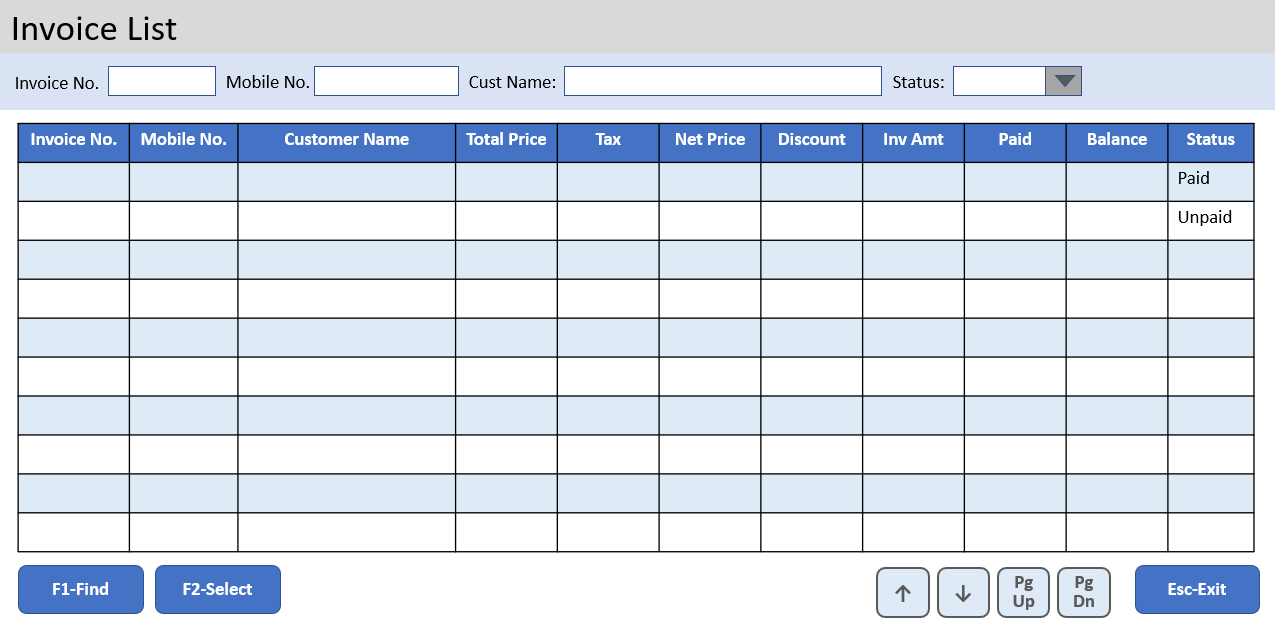 Invoice List
Invoice No. Mobile No. Cust Name: Status:
Invoice No. Mobile No. Customer Name Total Price Tax Net Price Discount Inv Amt Paid Balance Status
Paid
Unpaid
F1-Find F2-Select ↑ ↓ Pg Up Pg Dn Esc-Exit